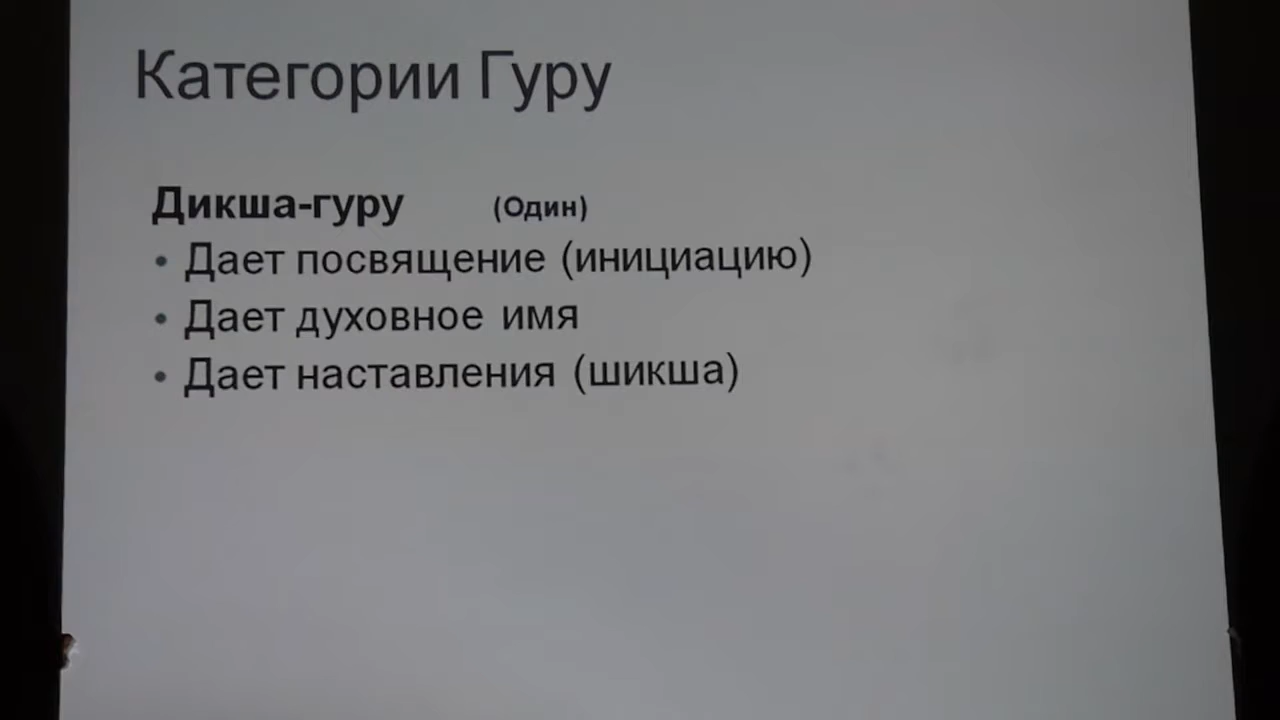 Категории Гуру
Дикша-гуру (Один)
• Дает посвящение (инициацию)
• Дает духовное имя
• Дает наставления (шикша)